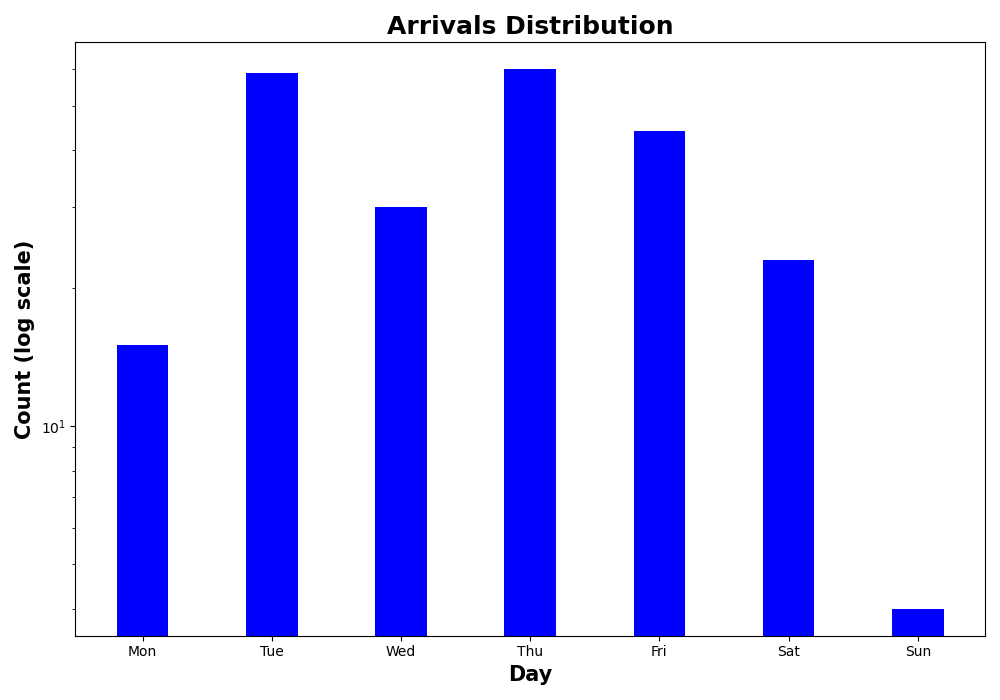 Arrivals Distribution
Count (log scale)
10¹
Mon Tue Wed Thu Fri Sat Sun
Day